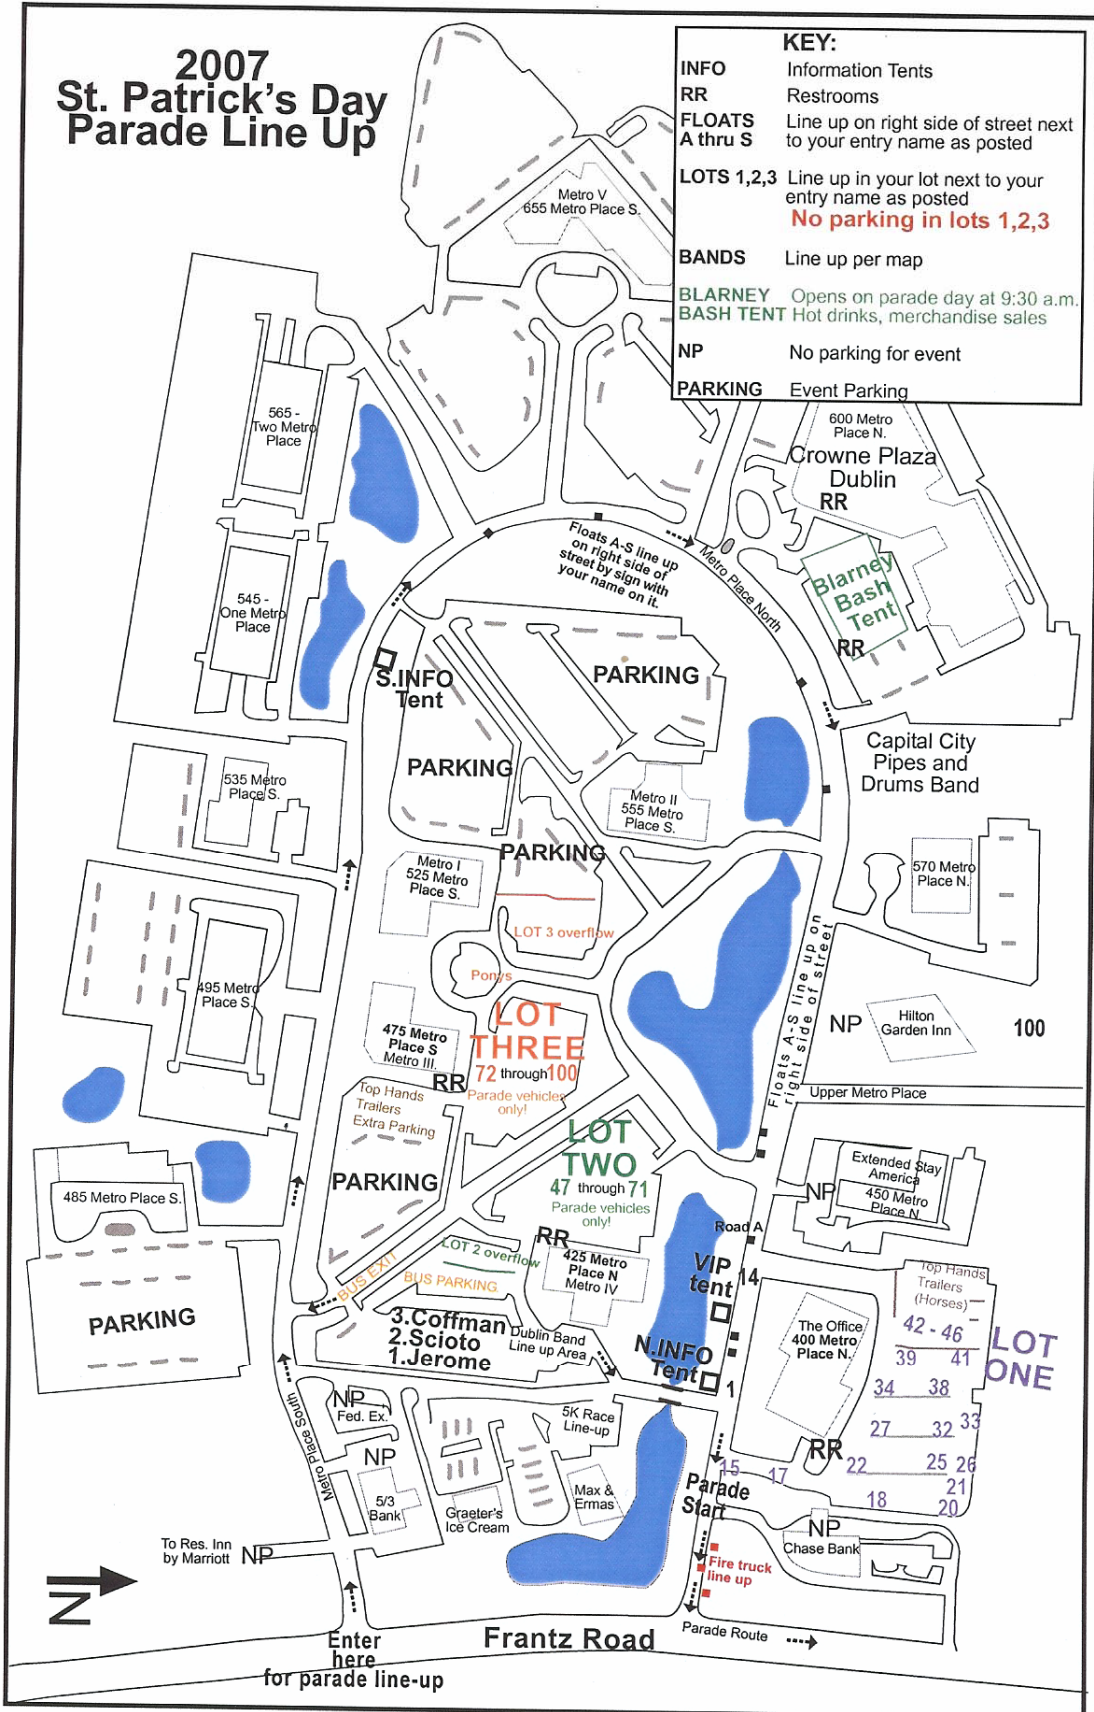 2007
St. Patrick's Day
Parade Line Up
KEY:
INFO Information Tents
RR Restrooms
FLOATS Line up on right side of street next
A thru S to your entry name as posted
LOTS 1,2,3 Line up in your lot next to your
entry name as posted
No parking in lots 1,2,3
BANDS Line up per map
BLARNEY Opens on parade day at 9:30 a.m.
BASH TENT Hot drinks, merchandise sales
NP No parking for event
PARKING Event Parking
Metro V
655 Metro Place S.
600 Metro
Place N.
Crowne Plaza
Dublin
RR
565 -
Two Metro
Place
Floats A-S line up
on right side of
street by sign with
your name on it.
Metro Place North
Blarney
Bash
Tent
RR
545 -
One Metro
Place
S.INFO
Tent
PARKING
PARKING
Capital City
Pipes and
Drums Band
535 Metro
Place S.
Metro II
555 Metro
Place S.
PARKING
Metro I
525 Metro
Place S.
570 Metro
Place N.
LOT 3 overflow
Floats A-S line up on
right side of street
Ponys
495 Metro
Place S.
LOT
THREE
72 through 100
Parade vehicles
only!
475 Metro
Place S
Metro III.
RR
NP
Hilton
Garden Inn
100
Upper Metro Place
Top Hands
Trailers
Extra Parking
PARKING
LOT
TWO
47 through 71
Parade vehicles
only!
Extended Stay
America
450 Metro
Place N.
NP
485 Metro Place S.
Road A
RR
LOT 2 overflow
425 Metro
Place N
Metro IV
BUS EXIT
BUS PARKING
VIP
tent
14
Top Hands
Trailers
(Horses)
42 - 46
LOT
ONE
PARKING
3.Coffman
2.Scioto
1.Jerome
Dublin Band
Line up Area
N.INFO
Tent
1
The Office
400 Metro
Place N.
39 41
34 38
27 32 33
RR
22 25 26
21
18 20
15 17
NP
Fed. Ex.
NP
Metro Place South
5K Race
Line-up
5/3
Bank
Graeter's
Ice Cream
Max &
Ermas
Parade
Start
NP
Chase Bank
To Res. Inn
by Marriott
NP
Fire truck
line up
N
Enter
here
for parade line-up
Frantz Road
Parade Route